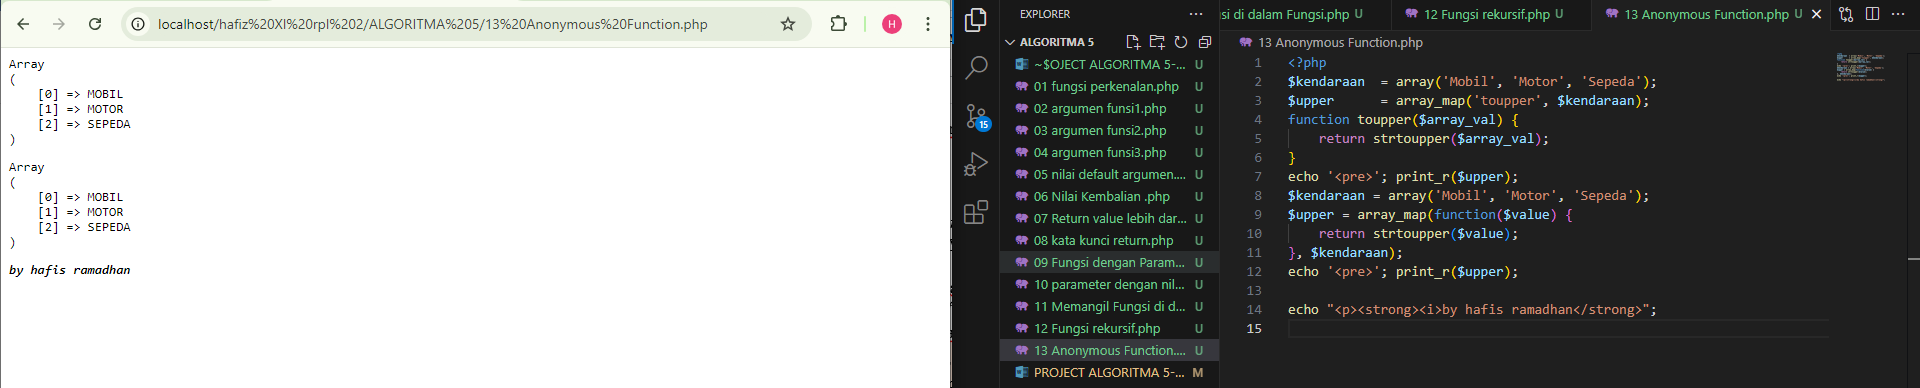 localhost/hafiz%20XI%20rpl%202/ALGORITMA%205/13%20Anonymous%20Function.php
H
Array
(
    [0] => MOBIL
    [1] => MOTOR
    [2] => SEPEDA
)
Array
(
    [0] => MOBIL
    [1] => MOTOR
    [2] => SEPEDA
)
by hafis ramadhan
15
EXPLORER
ALGORITMA 5
~$OJECT ALGORITMA 5-... U
01 fungsi perkenalan.php U
02 argumen funsi1.php U
03 argumen funsi2.php U
04 argumen funsi3.php U
05 nilai default argumen.... U
06 Nilai Kembalian .php U
07 Return value lebih dar... U
08 kata kunci return.php U
09 Fungsi dengan Param... U
10 parameter dengan nil... U
11 Memangil Fungsi di d... U
12 Fungsi rekursif.php U
13 Anonymous Function.... U
PROJECT ALGORITMA 5-... M
si di dalam Fungsi.php U
12 Fungsi rekursif.php U
13 Anonymous Function.php U
13 Anonymous Function.php
1 <?php
2 $kendaraan  = array('Mobil', 'Motor', 'Sepeda');
3 $upper      = array_map('toupper', $kendaraan);
4 function toupper($array_val) {
5     return strtoupper($array_val);
6 }
7 echo '<pre>'; print_r($upper);
8 $kendaraan = array('Mobil', 'Motor', 'Sepeda');
9 $upper = array_map(function($value) {
10     return strtoupper($value);
11 }, $kendaraan);
12 echo '<pre>'; print_r($upper);
13
14 echo "<p><strong><i>by hafis ramadhan</strong>";
15